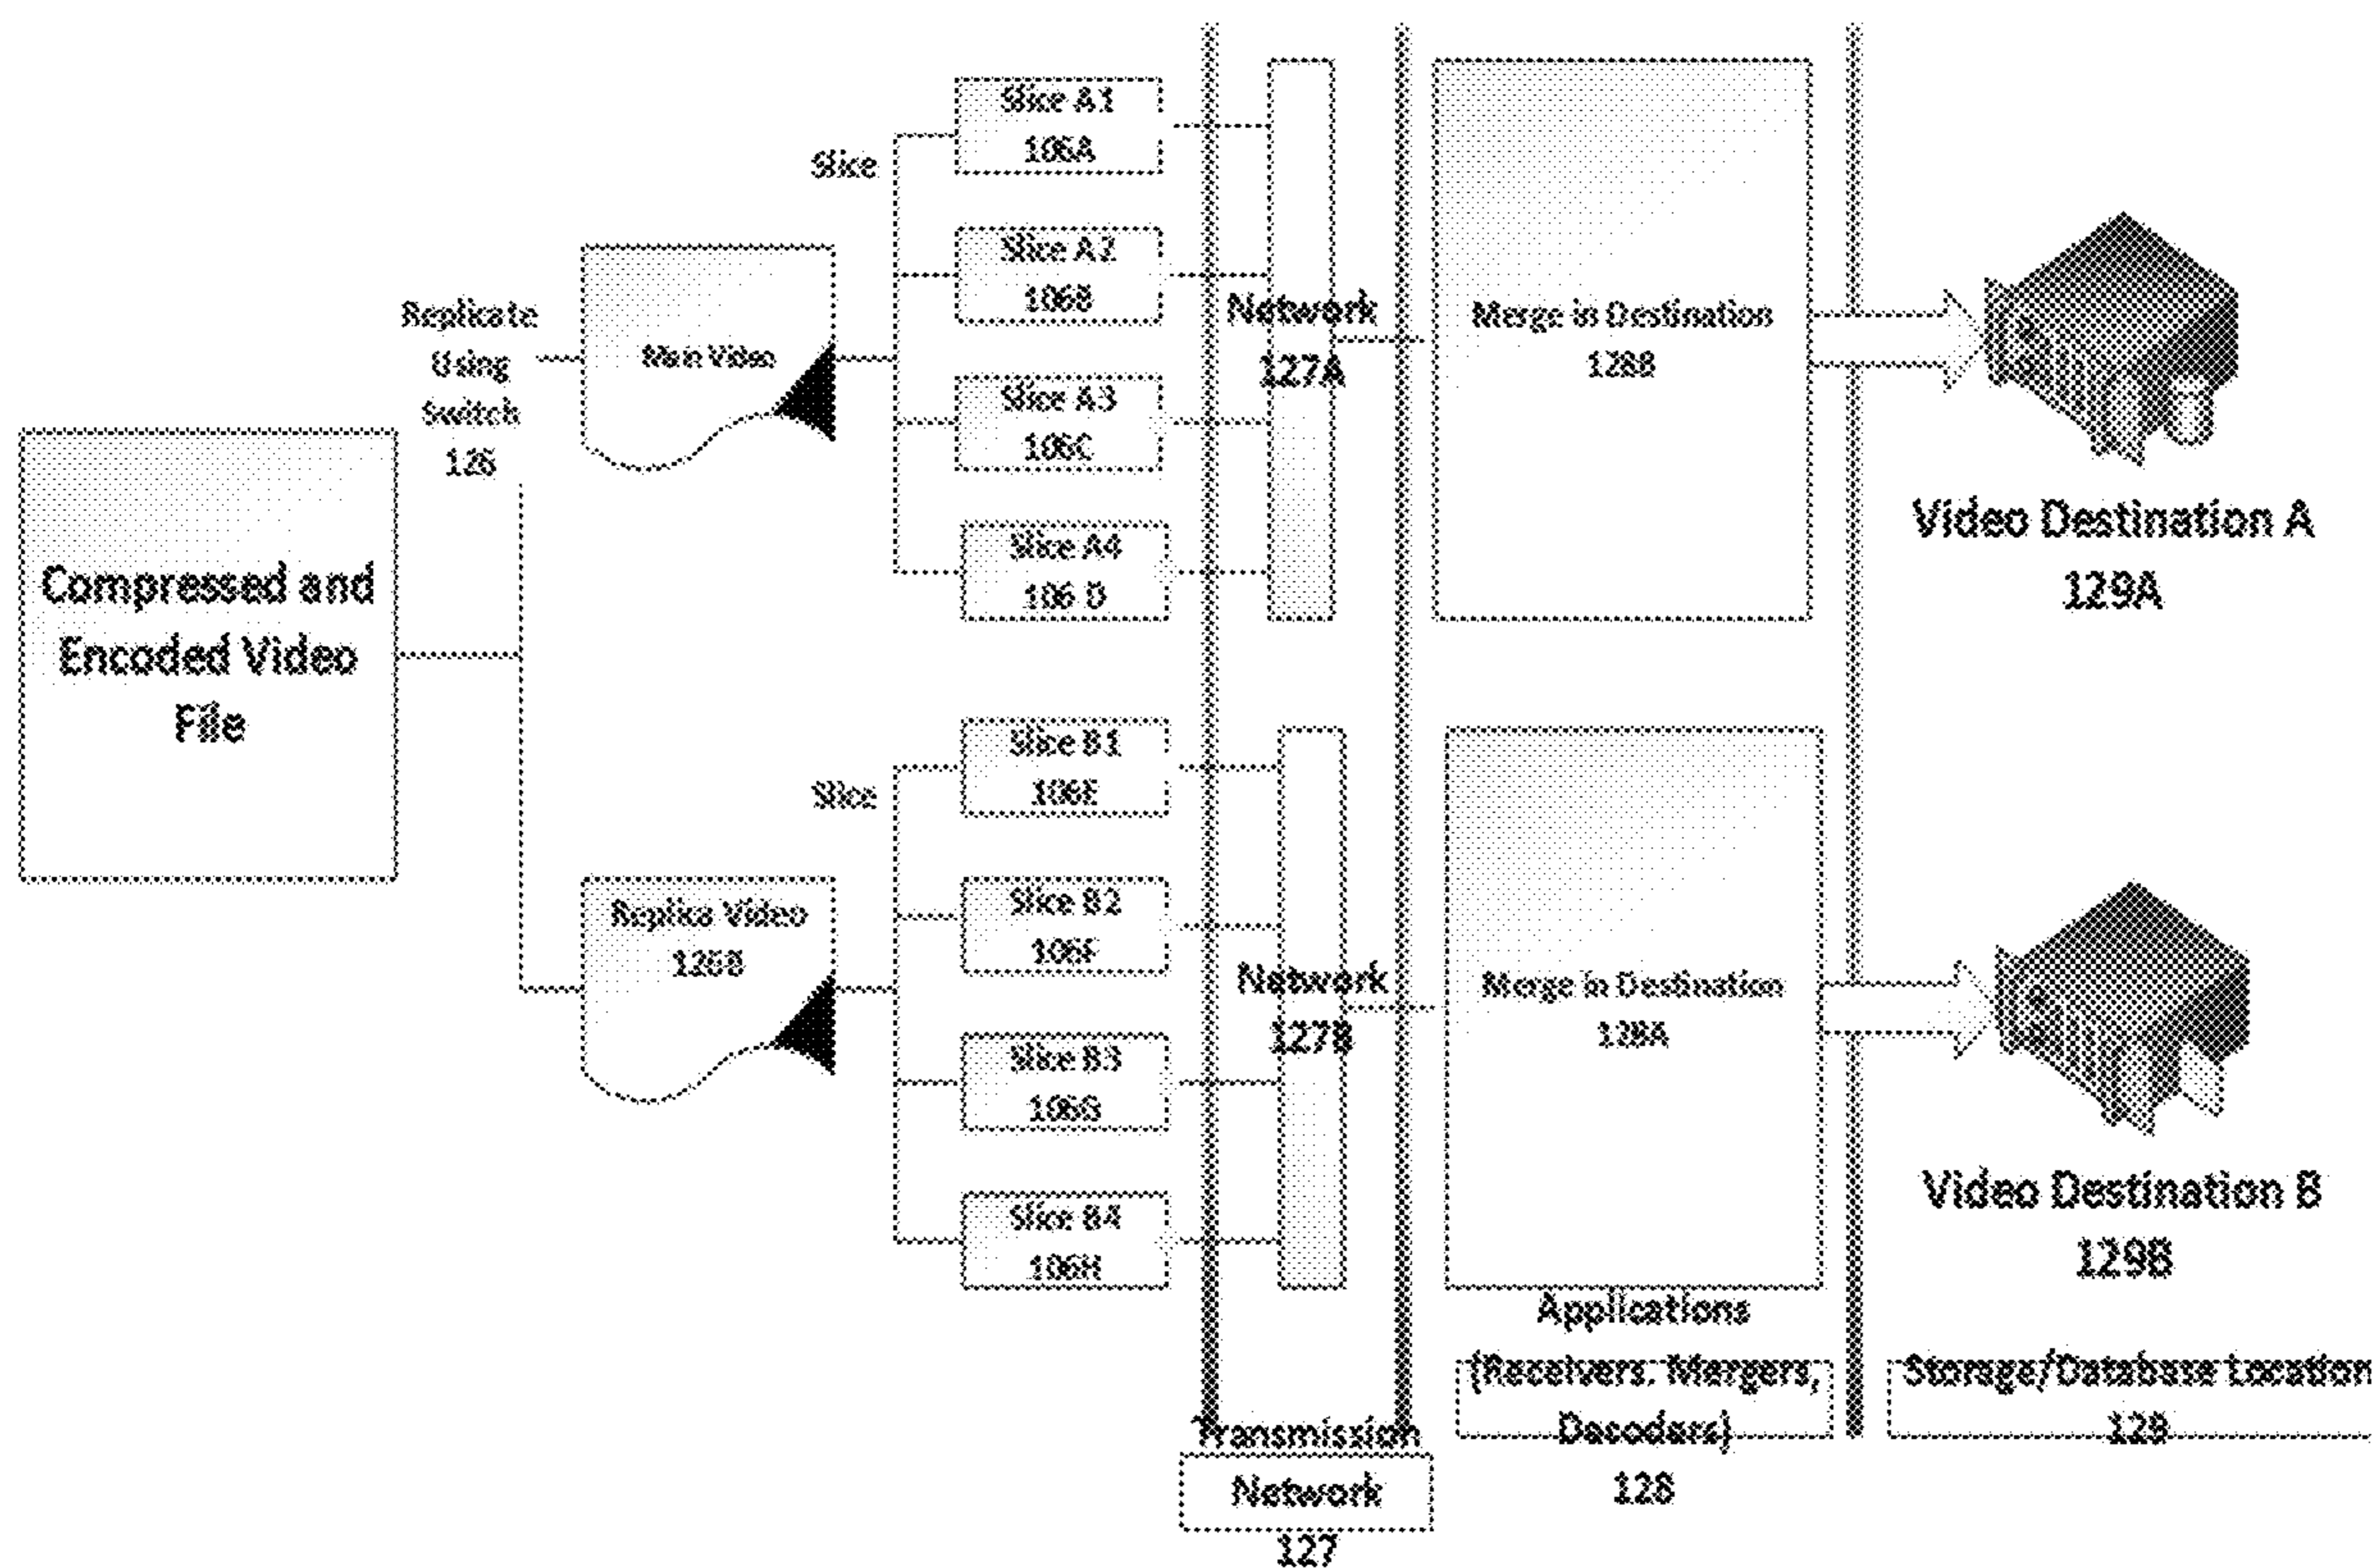 Compressed and
Encoded Video
File
Replicate
Using
Switch
126
Main Video
Replika Video
126B
Slice
Slice A1
106A
Slice A2
106B
Slice A3
106C
Slice A4
106 D
Slice
Slice B1
106E
Slice B2
106F
Slice B3
106G
Slice B4
106H
Network
127A
Network
127B
Transmission
Network
127
Merge in Destination
128B
Merge in Destination
128A
Applications
(Receivers. Mergers,
Decoders)
128
Video Destination A
129A
Video Destination B
129B
Storage/Database Location
129